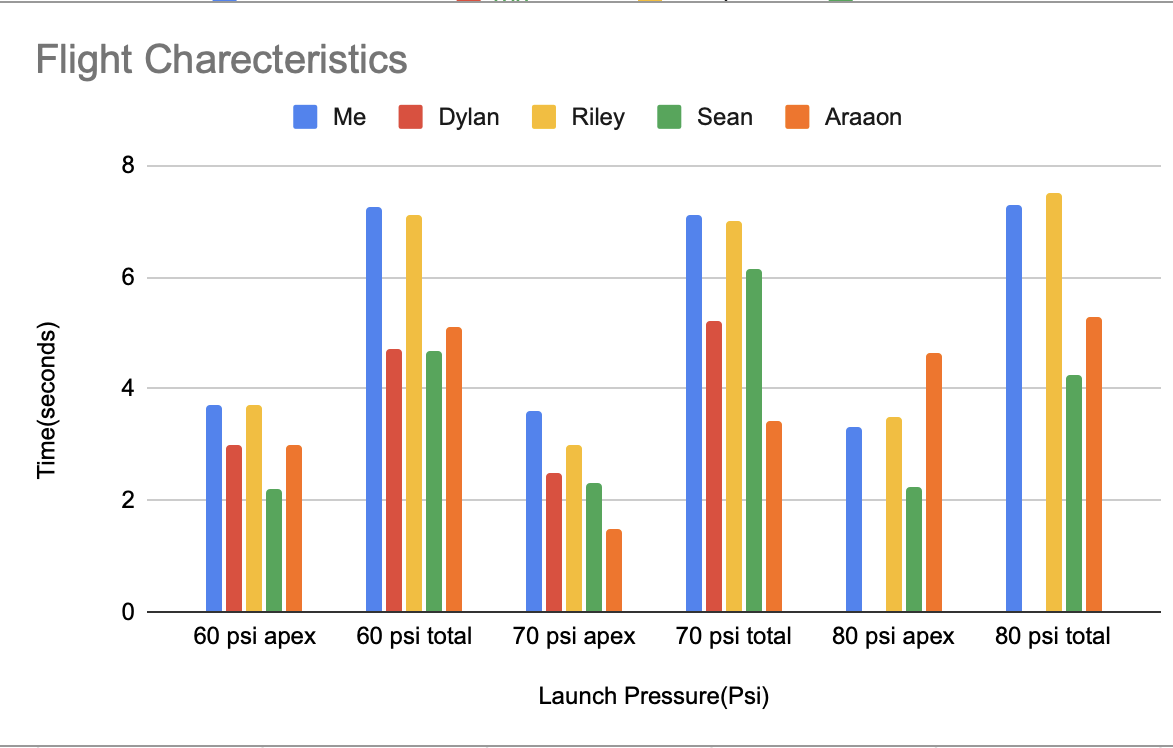 Flight Charecteristics
Me Dylan Riley Sean Araaon
8
6
4
2
0
Time(seconds)
60 psi apex 60 psi total 70 psi apex 70 psi total 80 psi apex 80 psi total
Launch Pressure(Psi)